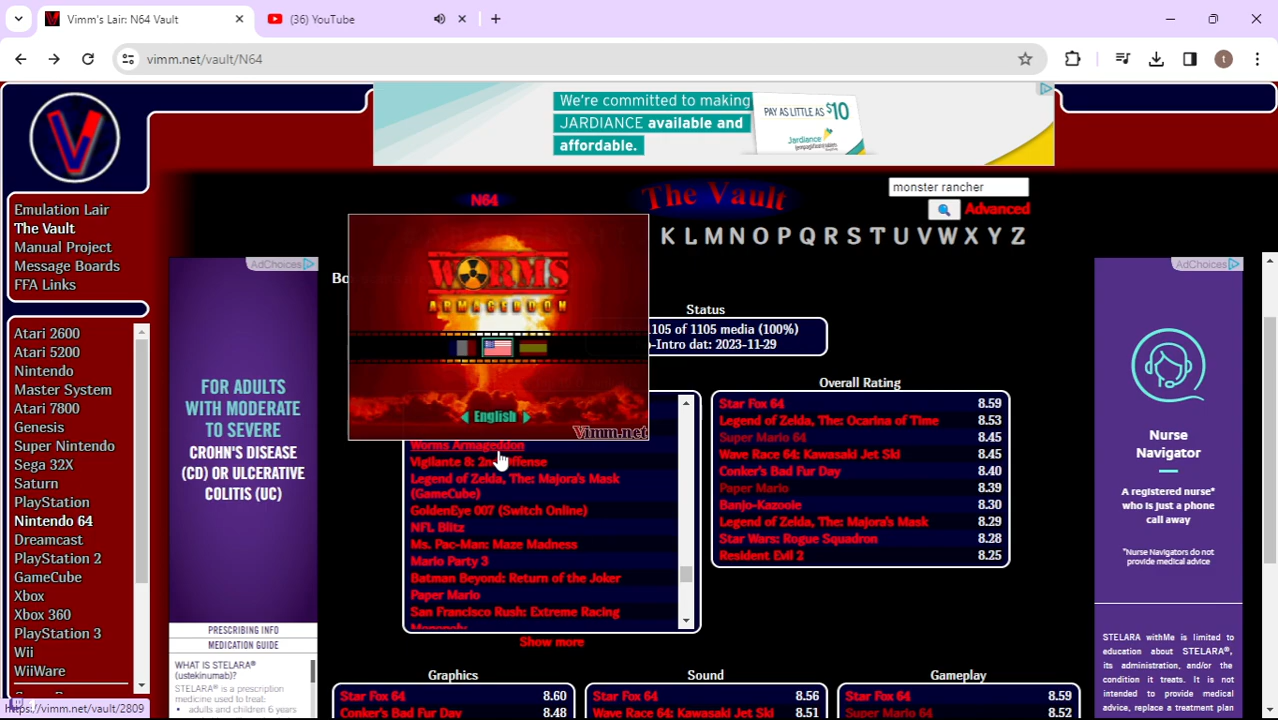 Vimm's Lair: N64 Vault
(36) YouTube
vimm.net/vault/N64
We're committed to making
JARDIANCE available and
affordable.
PAY AS LITTLE AS $10
Jardiance
V
Emulation Lair
The Vault
Manual Project
Message Boards
FFA Links
N64
The Vault
monster rancher
Advanced
K L M N O P Q R S T U V W X Y Z
Atari 2600
Atari 5200
Nintendo
Master System
Atari 7800
Genesis
Super Nintendo
Sega 32X
Saturn
PlayStation
Nintendo 64
Dreamcast
PlayStation 2
GameCube
Xbox
Xbox 360
PlayStation 3
Wii
WiiWare
https://vimm.net/vault/2809
AdChoices
FOR ADULTS
WITH MODERATE
TO SEVERE
CROHN'S DISEASE
(CD) OR ULCERATIVE
COLITIS (UC)
PRESCRIBING INFO
MEDICATION GUIDE
WHAT IS STELARA®
(ustekinumab)?
STELARA® is a prescription
medicine used to treat:
• adults and children 6 years
WORMS
ARMAGEDDON
English
Vimm.net
Status
1105 of 1105 media (100%)
-Intro dat: 2023-11-29
Worms Armageddon
Vigilante 8: 2nd Offense
Legend of Zelda, The: Majora's Mask
(GameCube)
GoldenEye 007 (Switch Online)
NFL Blitz
Ms. Pac-Man: Maze Madness
Mario Party 3
Batman Beyond: Return of the Joker
Paper Mario
San Francisco Rush: Extreme Racing
Monopoly
Show more
Overall Rating
Star Fox 64 8.59
Legend of Zelda, The: Ocarina of Time 8.53
Super Mario 64 8.45
Wave Race 64: Kawasaki Jet Ski 8.45
Conker's Bad Fur Day 8.40
Paper Mario 8.39
Banjo-Kazooie 8.30
Legend of Zelda, The: Majora's Mask 8.29
Star Wars: Rogue Squadron 8.28
Resident Evil 2 8.25
Graphics
Star Fox 64 8.60
Conker's Bad Fur Day 8.48
Sound
Star Fox 64 8.56
Wave Race 64: Kawasaki Jet Ski 8.51
Gameplay
Star Fox 64 8.59
Super Mario 64 8.52
AdChoices
Nurse
Navigator*
A registered nurse*
who is just a phone
call away
*Nurse Navigators do not
provide medical advice
STELARA withMe is limited to
education about STELARA®,
its administration, and/or the
condition it treats. It is not
intended to provide medical
advice, replace a treatment plan